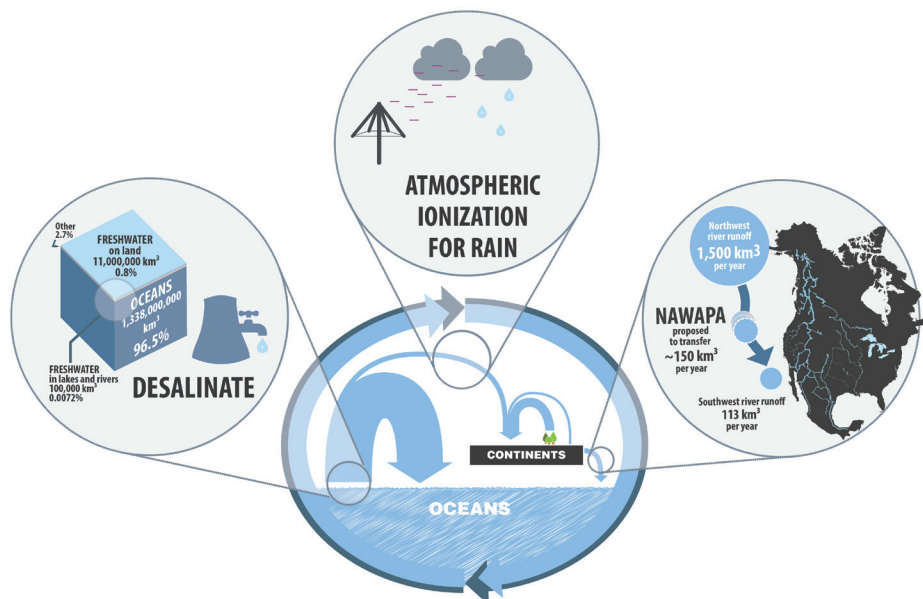 ATMOSPHERIC
IONIZATION
FOR RAIN
Other
2.7%
FRESHWATER
on land
11,000,000 km³
0.8%
OCEANS
1,338,000,000
km³
96.5%
FRESHWATER
in lakes and rivers
100,000 km³
0.0072%
DESALINATE
Northwest
river runoff
1,500 km³
per year
NAWAPA
proposed
to transfer
~150 km³
per year
Southwest river runoff
113 km³
per year
CONTINENTS
OCEANS